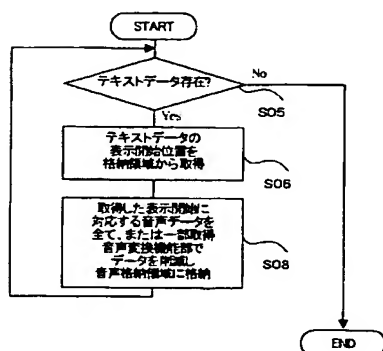 START
テキストデータ存在?
No
SO5
Yes
テキストデータの
表示開始位置を
格納領域から取得
SO6
取得した表示開始に
対応する音声データを
全て、または一部取得
音声変換機能部で
データを削減し
音声格納領域に格納
SO8
END